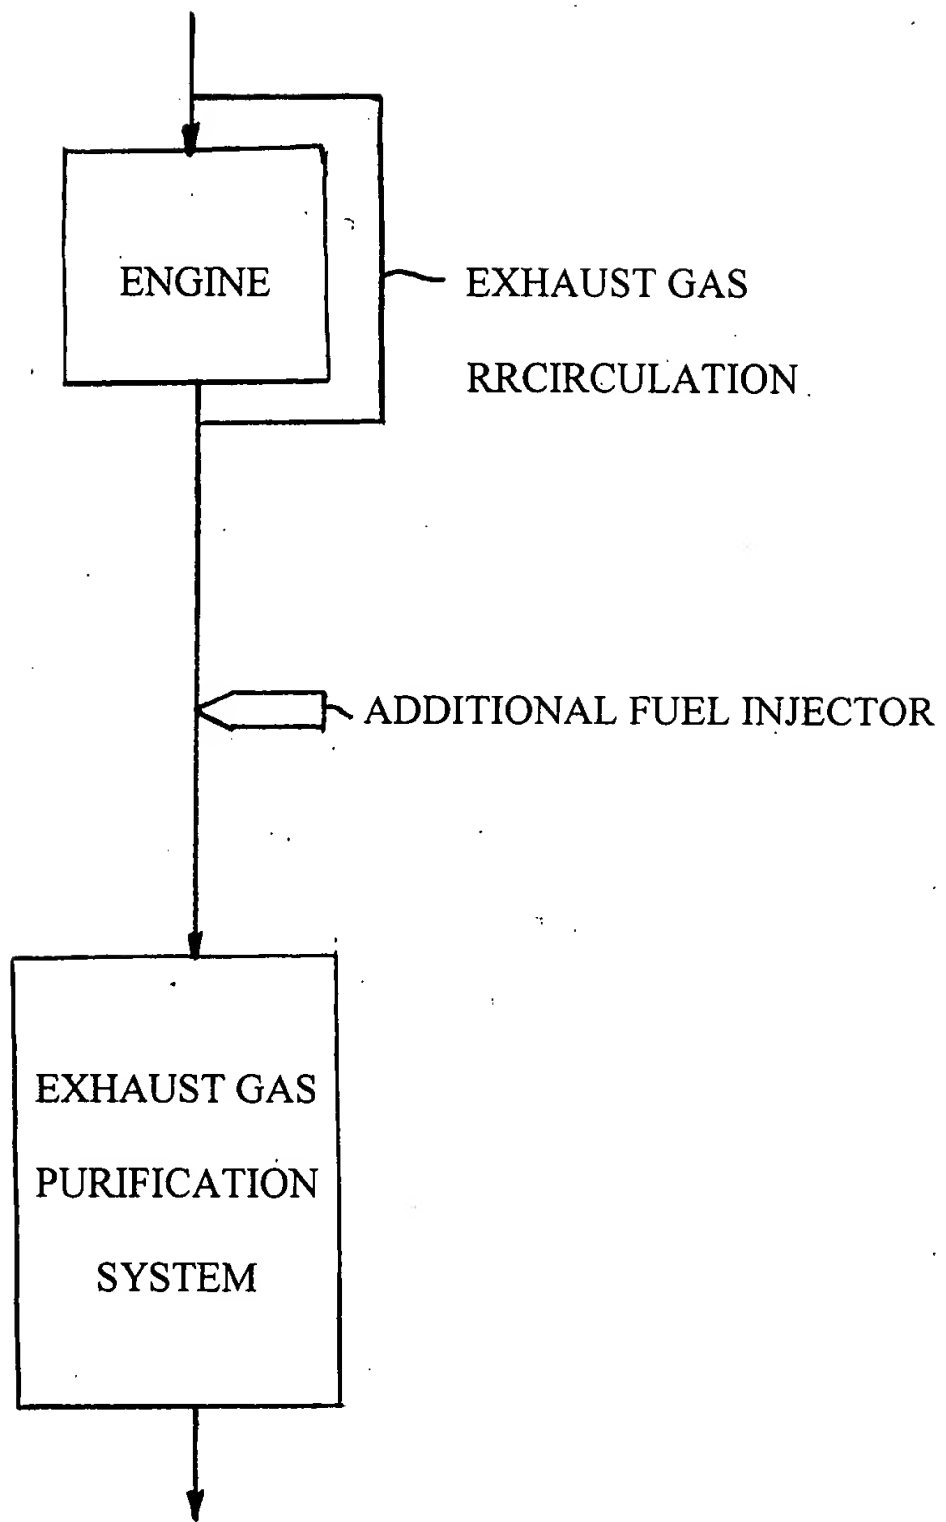 ENGINE
EXHAUST GAS
RRCIRCULATION
ADDITIONAL FUEL INJECTOR
EXHAUST GAS
PURIFICATION
SYSTEM